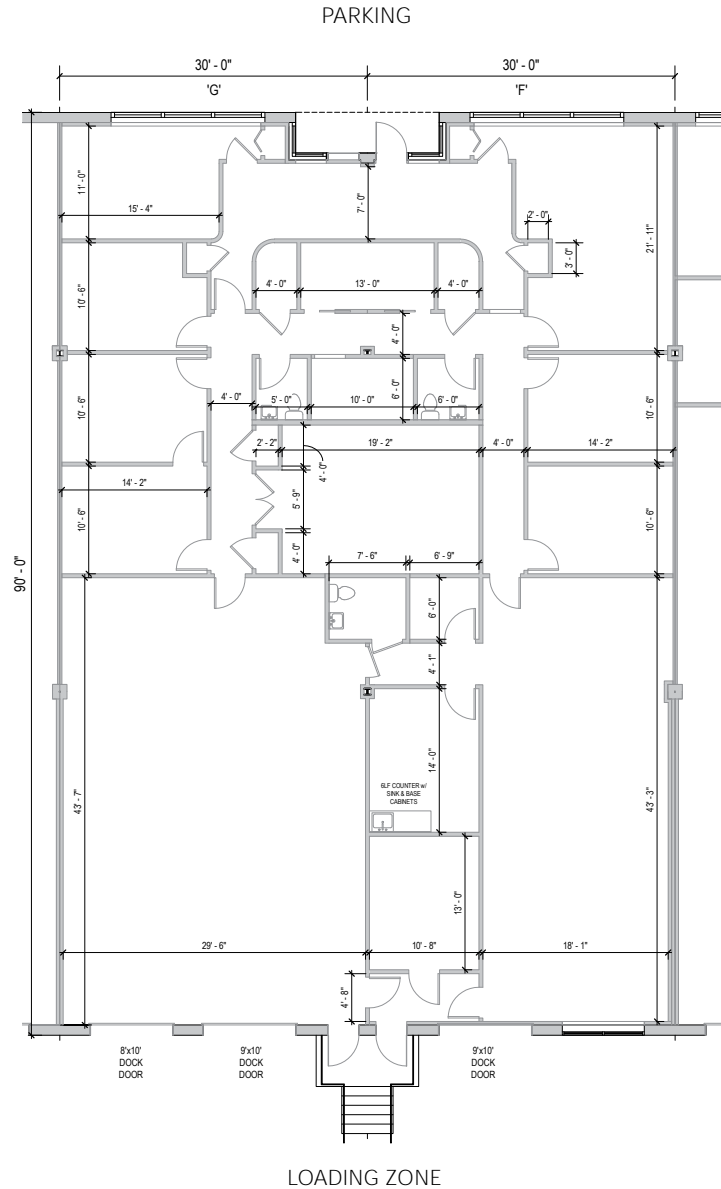 PARKING
30' - 0"
30' - 0"
'G'
'F'
11' - 0"
15' - 4"
7' - 0"
2' - 0"
3' - 0"
21' - 11"
10' - 6"
4' - 0"
13' - 0"
4' - 0"
4' - 0"
10' - 6"
4' - 0"
5' - 0"
10' - 0"
6' - 0"
6' - 0"
10' - 6"
2' - 2"
19' - 2"
4' - 0"
14' - 2"
4' - 0"
14' - 2"
5' - 9"
10' - 6"
10' - 6"
4' - 0"
7' - 6"
6' - 9"
90' - 0"
6' - 0"
4' - 1"
14' - 0"
6LF COUNTER w/
SINK & BASE
CABINETS
43' - 7"
43' - 3"
13' - 0"
29' - 6"
10' - 8"
18' - 1"
4' - 8"
8'x10'
DOCK
DOOR
9'x10'
DOCK
DOOR
9'x10'
DOCK
DOOR
LOADING ZONE